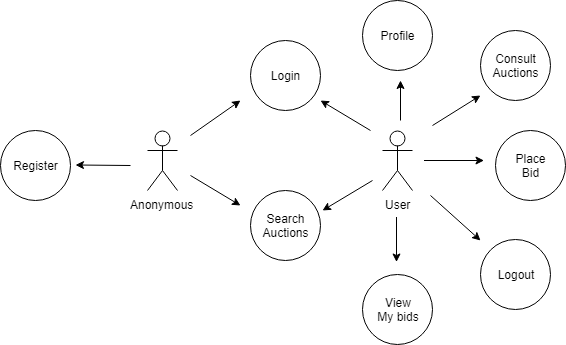 Profile
Consult
Auctions
Login
Register
Place
Bid
Anonymous
User
Search
Auctions
Logout
View
My bids